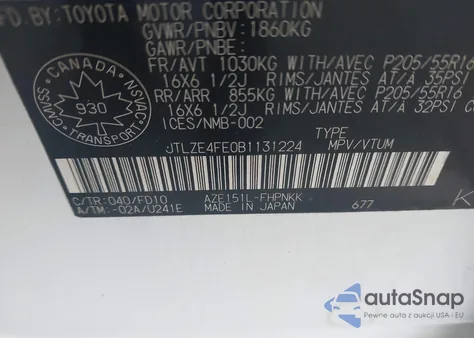 FD. BY: TOYOTA MOTOR CORPORATION
GVWR/PNBV: 1860KG
GAWR/PNBE:
FR/AV 1030KG WITH/AVEC P205/55R16
16X6 1/2J RIMS/JANTES AT/A 35PSI
RR/ARR 855KG WITH/AVEC P205/55R16
16X6 1/2J RIMS/JANTES AT/A 32PSI
ICES/NMB-002
CANADA
930
TRANSPORT
CMVSS
NSVAC
TYPE
JTLZE4FE0B1131224 MPV/VTUM
C/TR: 040/FD10 AZE151L-FHPNKK
A/TM: -02A/U241E MADE IN JAPAN 677
K
autoSnap
Pewne auta z aukcji USA - EU